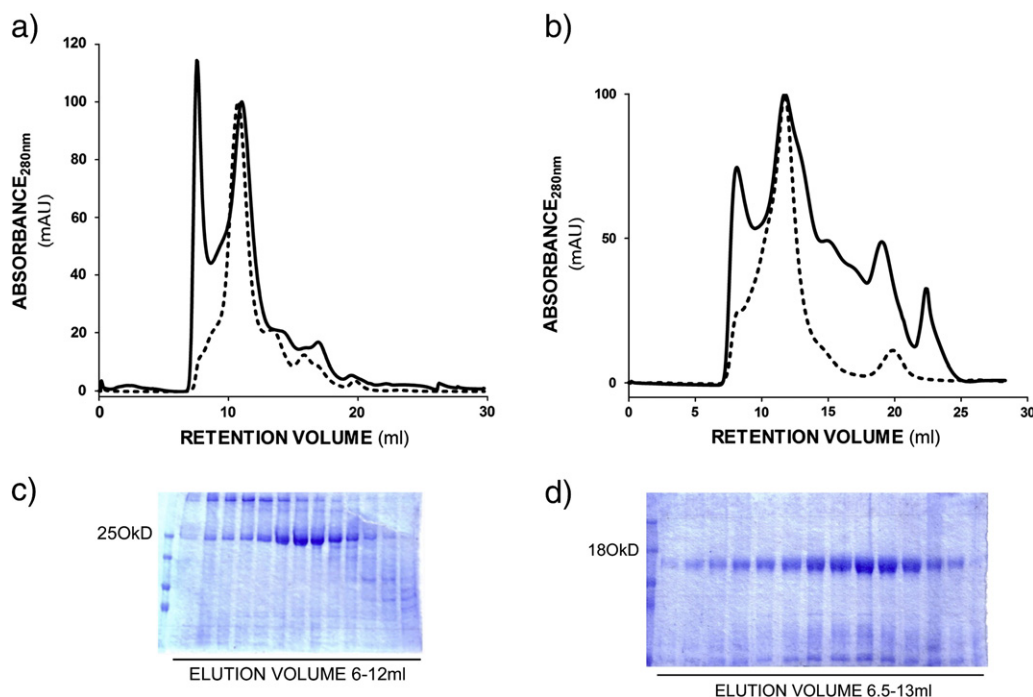 a)
120
100
80
60
40
20
0
ABSORBANCE280nm
(mAU)
0 10 20 30
RETENTION VOLUME (ml)
b)
100
50
0
ABSORBANCE280nm
(mAU)
0 5 10 15 20 25 30
RETENTION VOLUME (ml)
c)
25OkD
ELUTION VOLUME 6-12ml
d)
18OkD
ELUTION VOLUME 6.5-13ml